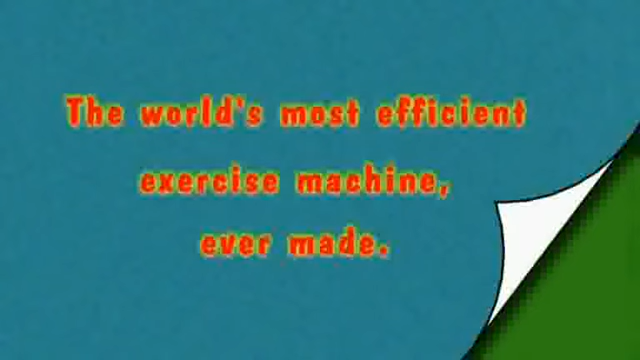 The world's most efficient
exercise machine,
ever made.